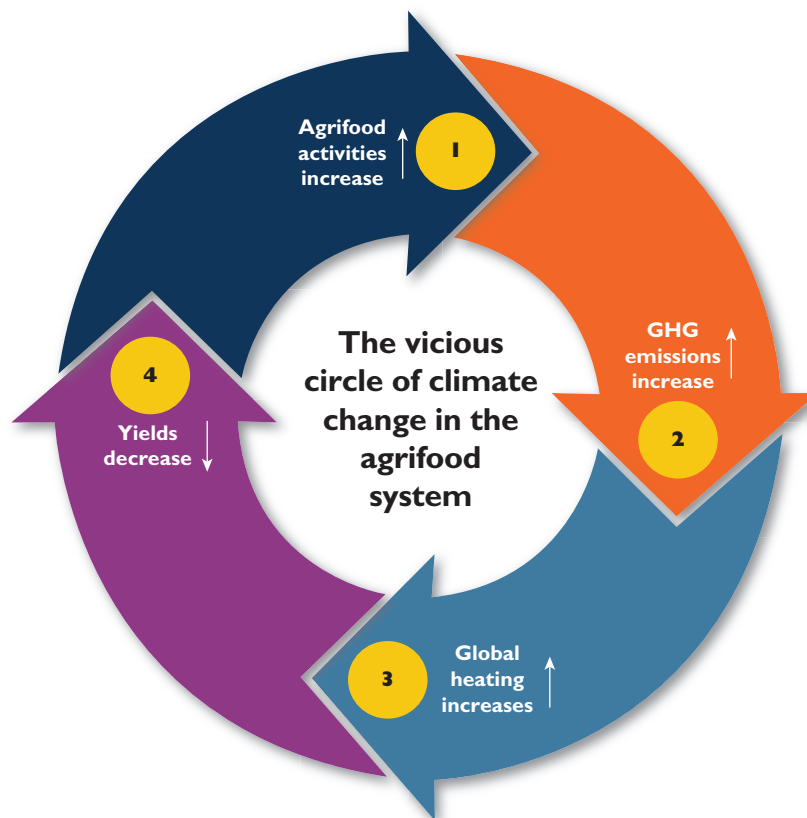 Agrifood
activities
increase
1
GHG
emissions
increase
2
The vicious
circle of climate
change in the
agrifood
system
4
Yields
decrease
3
Global
heating
increases